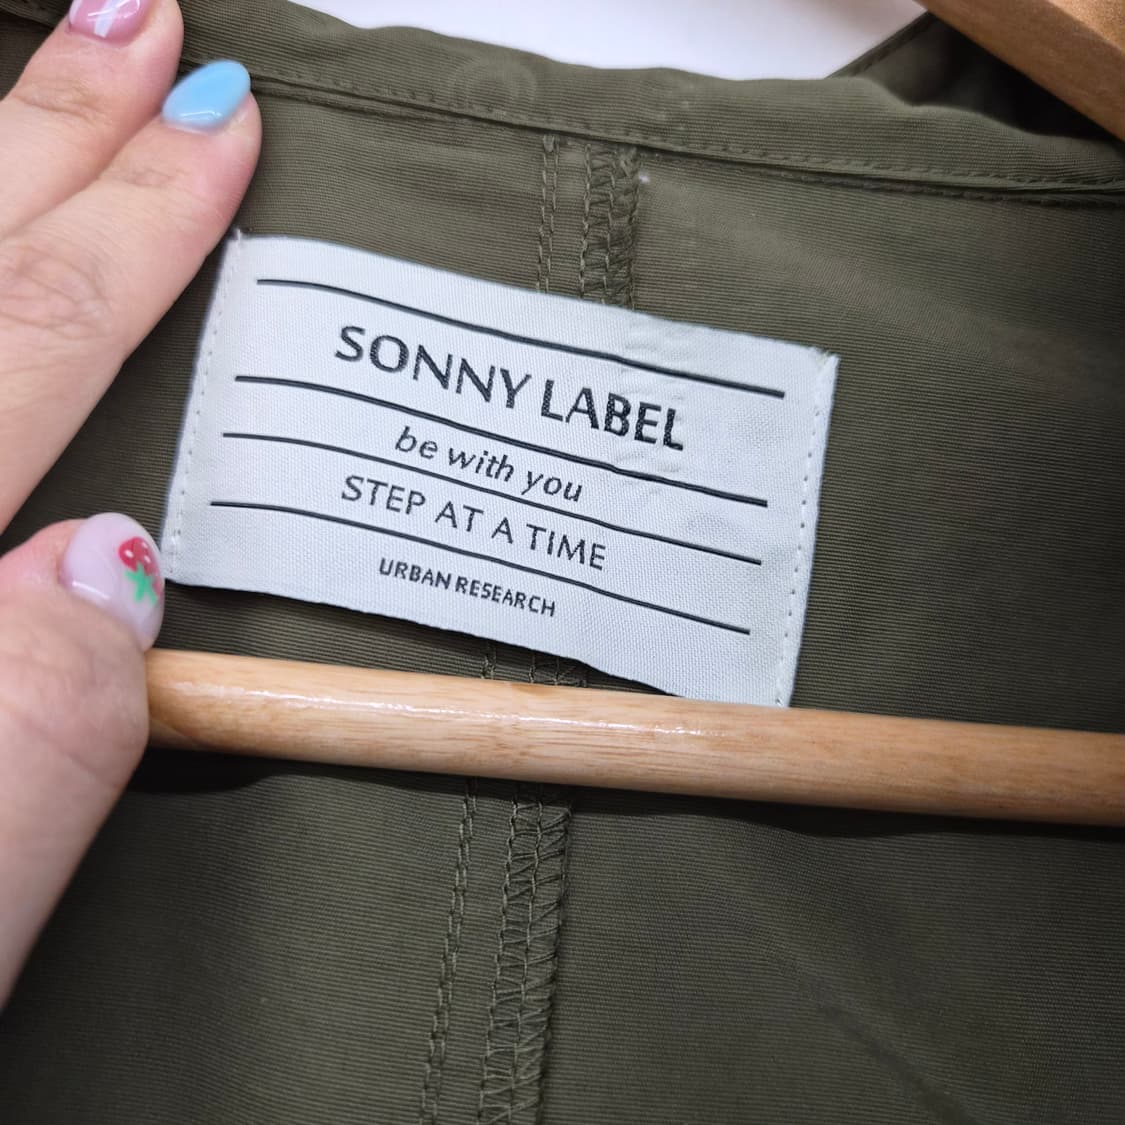 SONNY LABEL
be with you
STEP AT A TIME
URBAN RESEARCH